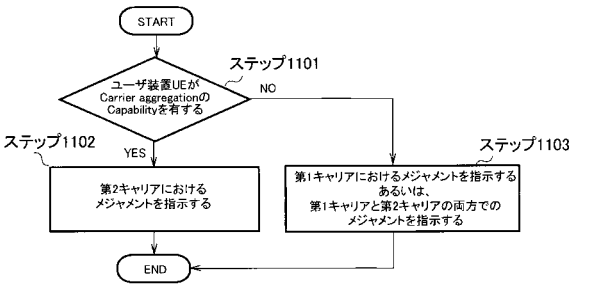 START
ステップ1101
ユーザ装置UEが
Carrier aggregationの
Capabilityを有する
NO
YES
ステップ1102
第2キャリアにおける
メジャメントを指示する
ステップ1103
第1キャリアにおけるメジャメントを指示する
あるいは、
第1キャリアと第2キャリアの両方での
メジャメントを指示する
END